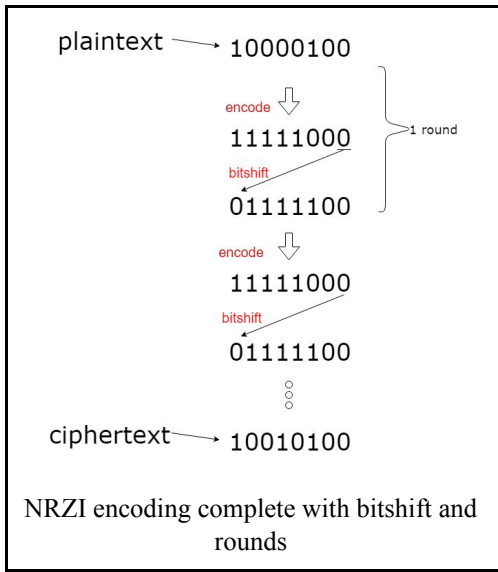 plaintext
10000100
encode
1 round
11111000
bitshift
01111100
encode
11111000
bitshift
01111100
ciphertext
10010100
NRZI encoding complete with bitshift and
rounds